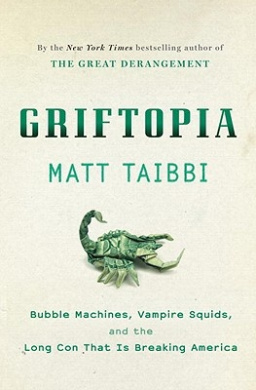 By the New York Times bestselling author of
THE GREAT DERANGEMENT
GRIFTOPIA
MATT TAIBBI
Bubble Machines, Vampire Squids,
and the
Long Con That Is Breaking America